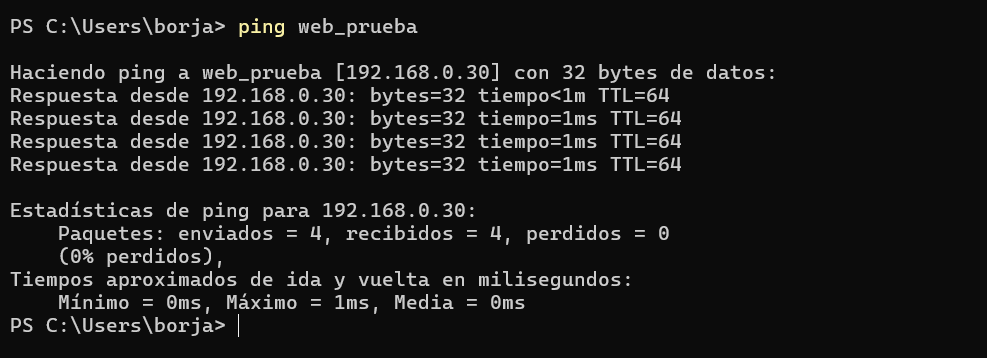 PS C:\Users\borja> ping web_prueba
Haciendo ping a web_prueba [192.168.0.30] con 32 bytes de datos:
Respuesta desde 192.168.0.30: bytes=32 tiempo<1m TTL=64
Respuesta desde 192.168.0.30: bytes=32 tiempo=1ms TTL=64
Respuesta desde 192.168.0.30: bytes=32 tiempo=1ms TTL=64
Respuesta desde 192.168.0.30: bytes=32 tiempo=1ms TTL=64
Estadísticas de ping para 192.168.0.30:
Paquetes: enviados = 4, recibidos = 4, perdidos = 0
(0% perdidos),
Tiempos aproximados de ida y vuelta en milisegundos:
Mínimo = 0ms, Máximo = 1ms, Media = 0ms
PS C:\Users\borja>